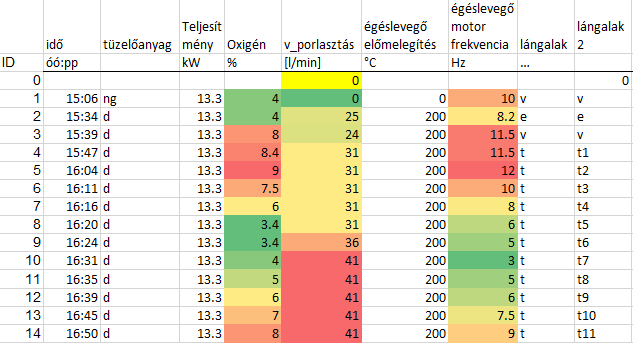 ID idő tüzelőanyag Teljesít mény Oxigén v_porlasztás égéslevegő előmelegítés égéslevegő motor frekvencia lángalak lángalak 2
óó:pp kW % [l/min] °C Hz ...
0 0 0
1 15:06 ng 13.3 4 0 0 10 v v
2 15:34 d 13.3 4 25 200 8.2 e e
3 15:39 d 13.3 8 24 200 11.5 v v
4 15:47 d 13.3 8.4 31 200 11.5 t t1
5 16:04 d 13.3 9 31 200 12 t t2
6 16:11 d 13.3 7.5 31 200 10 t t3
7 16:16 d 13.3 6 31 200 8 t t4
8 16:20 d 13.3 3.4 31 200 6 t t5
9 16:24 d 13.3 3.4 36 200 5 t t6
10 16:31 d 13.3 4 41 200 3 t t7
11 16:35 d 13.3 5 41 200 5 t t8
12 16:39 d 13.3 6 41 200 6 t t9
13 16:45 d 13.3 7 41 200 7.5 t t10
14 16:50 d 13.3 8 41 200 9 t t11